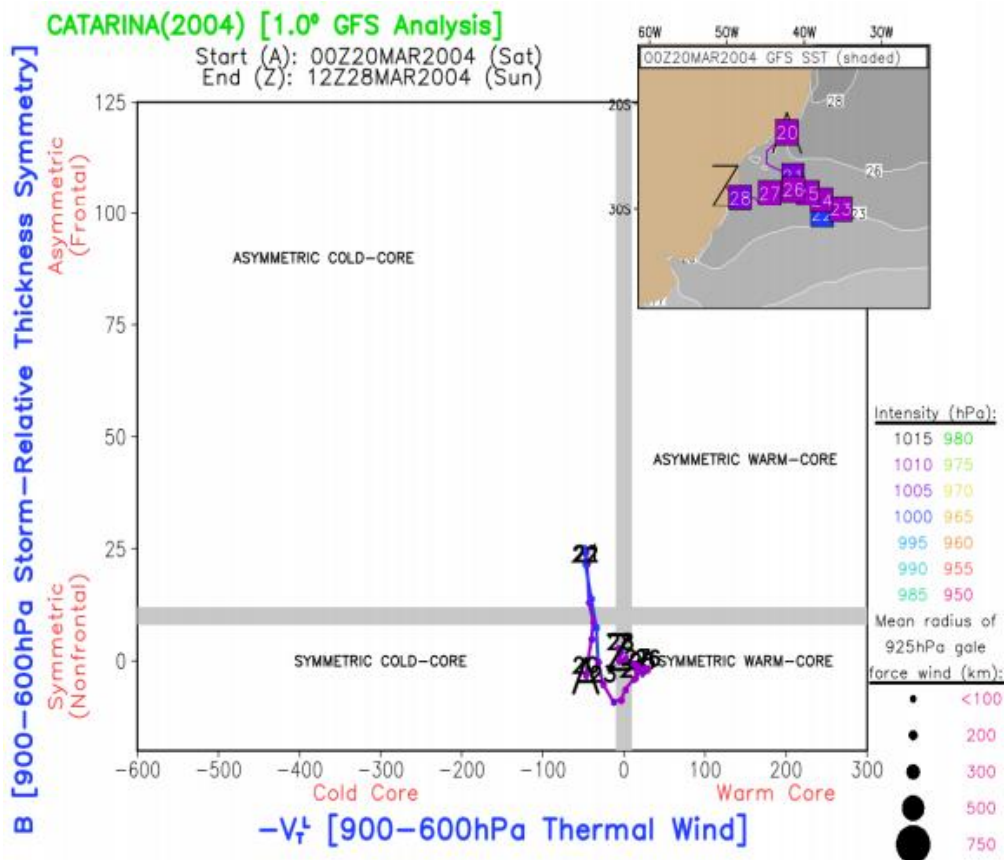 CATARINA(2004) [1.0° GFS Analysis]
Start (A): 00Z20MAR2004 (Sat)
End (Z): 12Z28MAR2004 (Sun)
60W 50W 40W 30W
00Z20MAR2004 GFS SST (shaded)
20S
30S
28
26
23
A
20
22
23
26
27
28
Z
B [900-600hPa Storm-Relative Thickness Symmetry]
Asymmetric
(Frontal)
Symmetric
(Nonfrontal)
125
100
75
50
25
0
ASYMMETRIC COLD-CORE
ASYMMETRIC WARM-CORE
SYMMETRIC COLD-CORE
SYMMETRIC WARM-CORE
A
Z
-600 -500 -400 -300 -200 -100 0 100 200 300
Cold Core
Warm Core
-V_T^L [900-600hPa Thermal Wind]
Intensity (hPa):
1015 980
1010 975
1005 970
1000 965
995 960
990 955
985 950
Mean radius of
925hPa gale
force wind (km):
<100
200
300
500
750